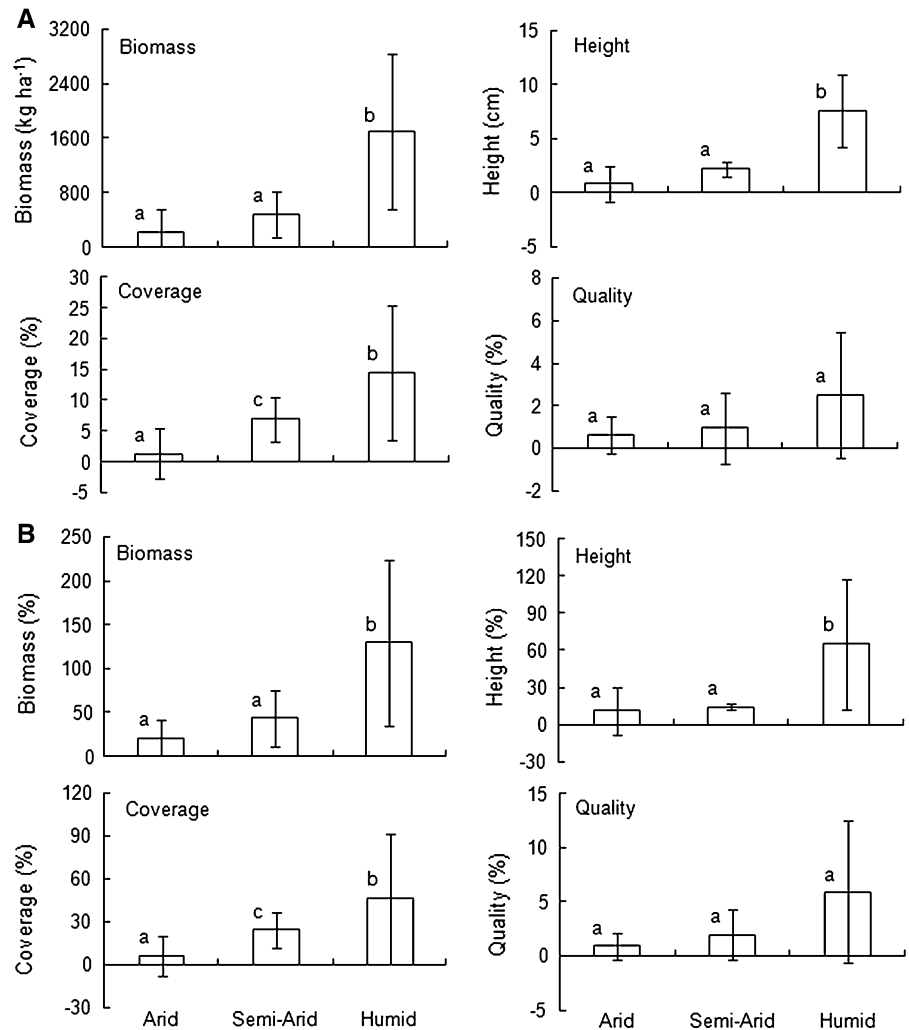 A
Biomass
Biomass (kg ha-1)
3200
2400
1600
800
0
a
a
b
Height
Height (cm)
15
10
5
0
-5
a
a
b
Coverage
Coverage (%)
30
25
20
15
10
5
0
-5
a
c
b
Quality
Quality (%)
8
6
4
2
0
-2
a
a
a
B
Biomass
Biomass (%)
250
200
150
100
50
0
a
a
b
Height
Height (%)
150
120
90
60
30
0
-30
a
a
b
Coverage
Coverage (%)
120
90
60
30
0
-30
a
c
b
Arid Semi-Arid Humid
Quality
Quality (%)
15
10
5
0
-5
a
a
a
Arid Semi-Arid Humid